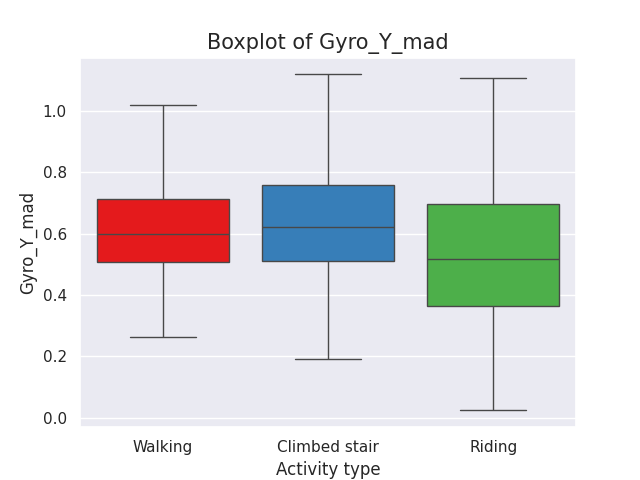 Boxplot of Gyro_Y_mad
Gyro_Y_mad
1.0
0.8
0.6
0.4
0.2
0.0
Walking
Climbed stair
Riding
Activity type